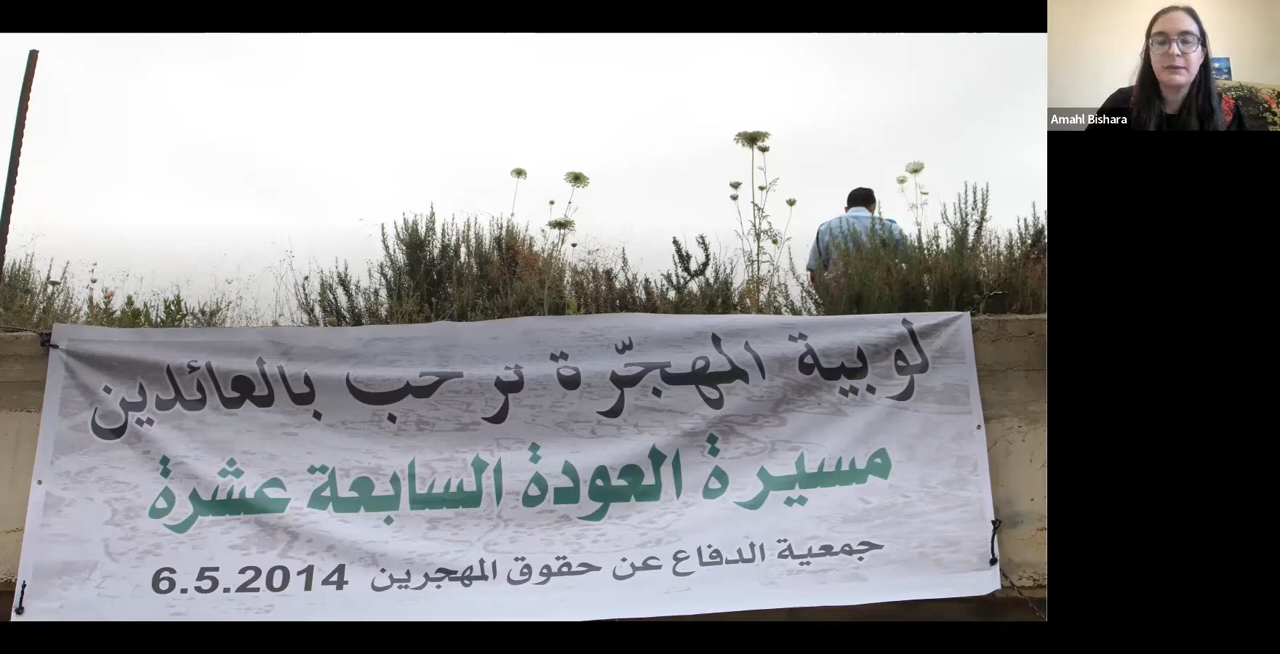 Amahl Bishara
لوبية المهجّرة ترحب بالعائدين
مسيرة العودة السابعة عشرة
جمعية الدفاع عن حقوق المهجرين 6.5.2014